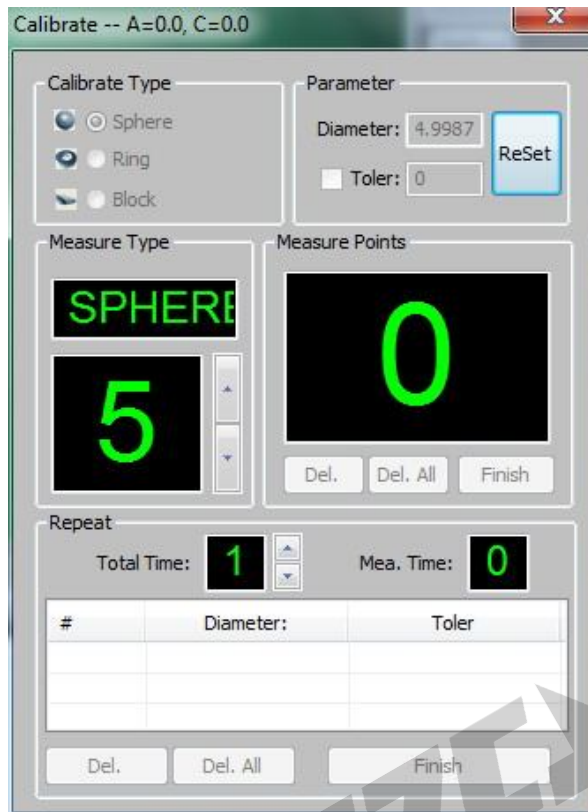 Calibrate -- A=0.0, C=0.0
X
Calibrate Type
Sphere
Ring
Block
Parameter
Diameter: 4.9987
Toler: 0
ReSet
Measure Type
SPHERE
5
Measure Points
0
Del. Del. All Finish
Repeat
Total Time: 1 Mea. Time: 0
# Diameter: Toler
Del. Del. All Finish